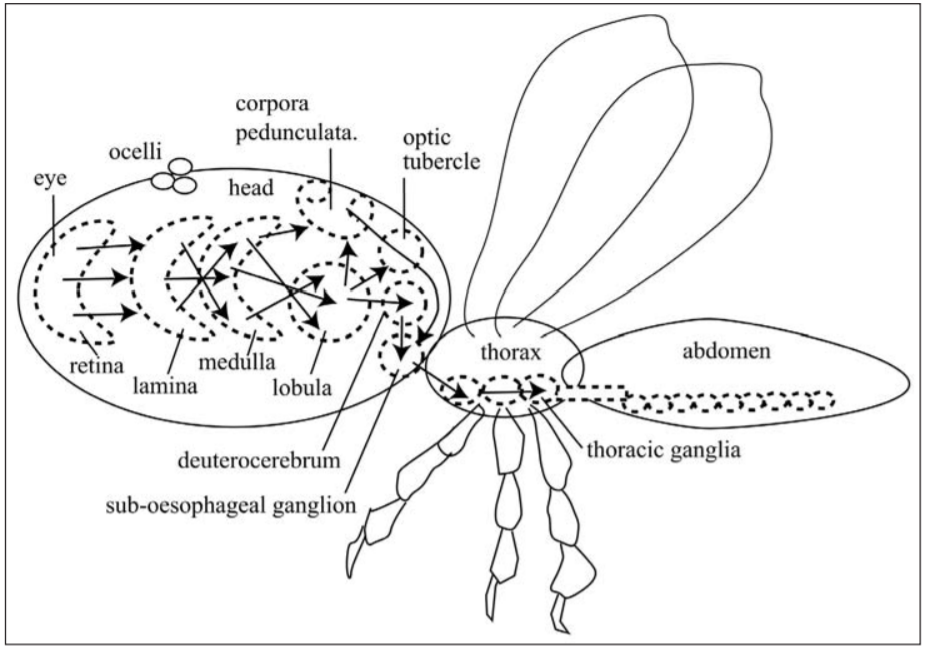 corpora
pedunculata.
optic
tubercle
ocelli
eye
head
retina
lamina
medulla
lobula
thorax
abdomen
deuterocerebrum
sub-oesophageal ganglion
thoracic ganglia